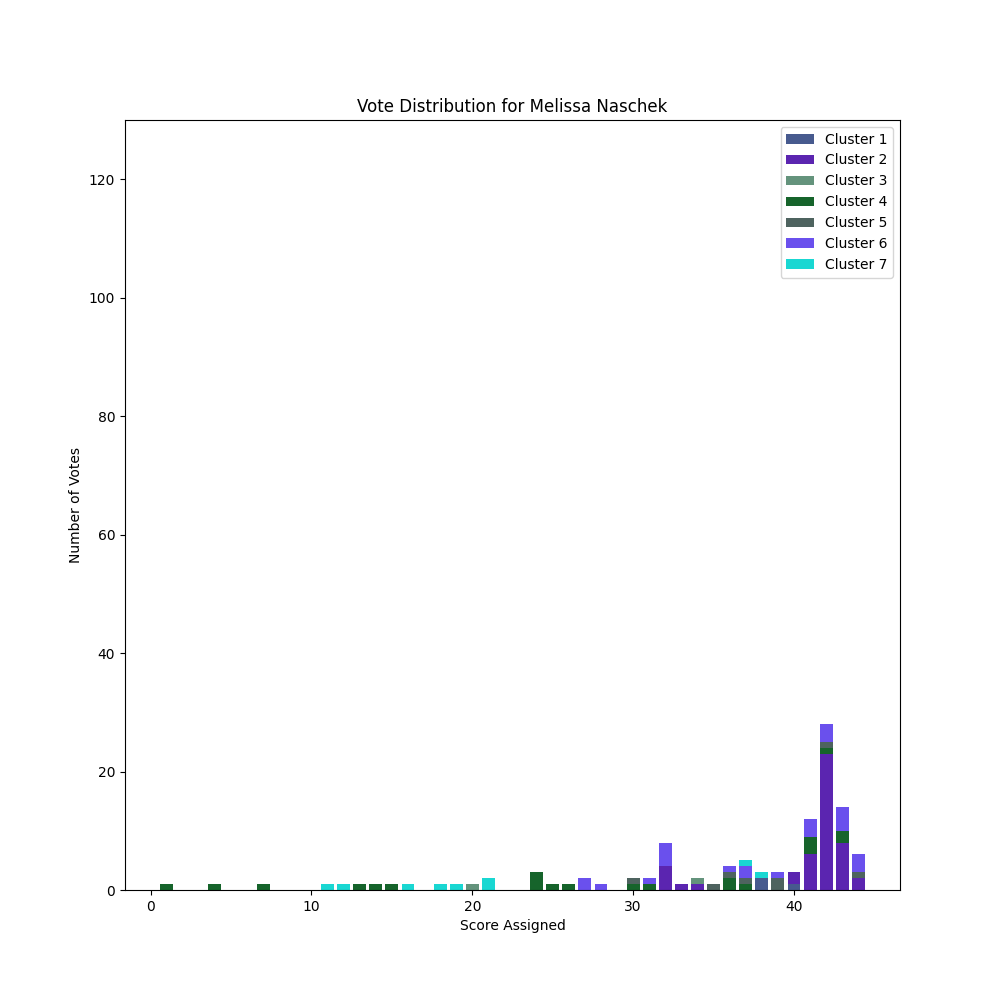 Vote Distribution for Melissa Naschek
Cluster 1
Cluster 2
Cluster 3
Cluster 4
Cluster 5
Cluster 6
Cluster 7
120
100
80
60
40
20
0
Number of Votes
0 10 20 30 40
Score Assigned